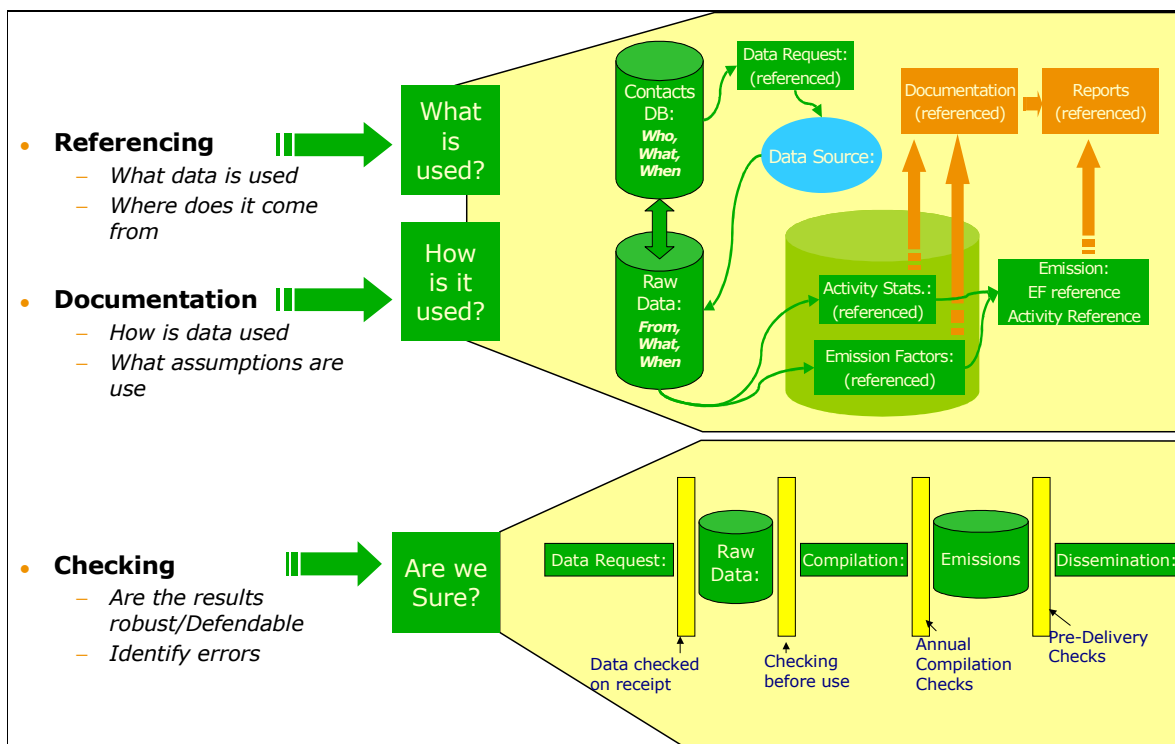 • Referencing
– What data is used
– Where does it come
from
• Documentation
– How is data used
– What assumptions are
use
• Checking
– Are the results
robust/Defendable
– Identify errors
What
is
used?
How
is it
used?
Are we
Sure?
Contacts
DB:
Who,
What,
When
Data Request:
(referenced)
Data Source:
Raw
Data:
From,
What,
When
Activity Stats.:
(referenced)
Emission Factors:
(referenced)
Documentation
(referenced)
Reports
(referenced)
Emission:
EF reference
Activity Reference
Data Request:
Raw
Data:
Compilation:
Emissions
Dissemination:
Data checked
on receipt
Checking
before use
Annual
Compilation
Checks
Pre-Delivery
Checks